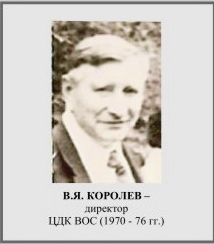 В.Я. КОРОЛЕВ –
директор
ЦДК ВОС (1970 - 76 гг.)